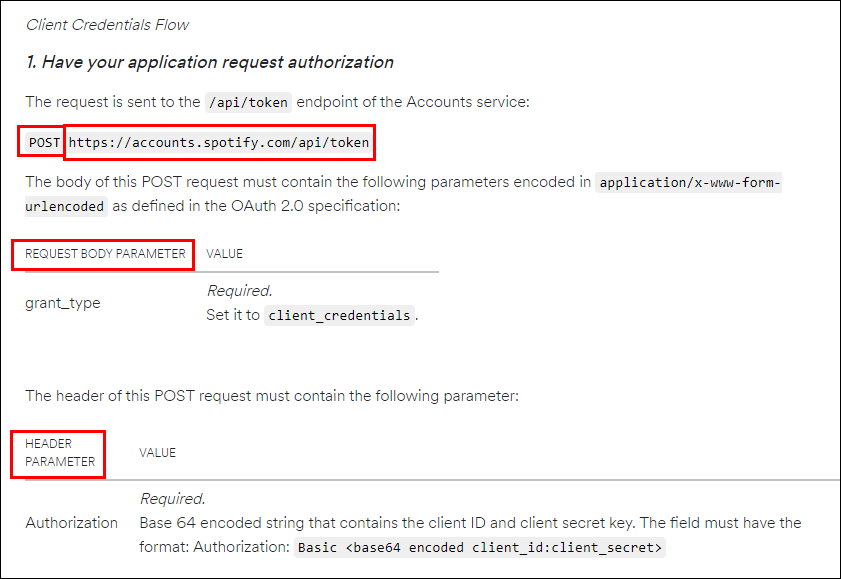 Client Credentials Flow
1. Have your application request authorization
The request is sent to the /api/token endpoint of the Accounts service:
POST https://accounts.spotify.com/api/token
The body of this POST request must contain the following parameters encoded in application/x-www-form-
urlencoded as defined in the OAuth 2.0 specification:
REQUEST BODY PARAMETER VALUE
Required.
grant_type
Set it to client_credentials.
The header of this POST request must contain the following parameter:
HEADER
PARAMETER
VALUE
Required.
Authorization Base 64 encoded string that contains the client ID and client secret key. The field must have the
format: Authorization: Basic <base64 encoded client_id:client_secret>